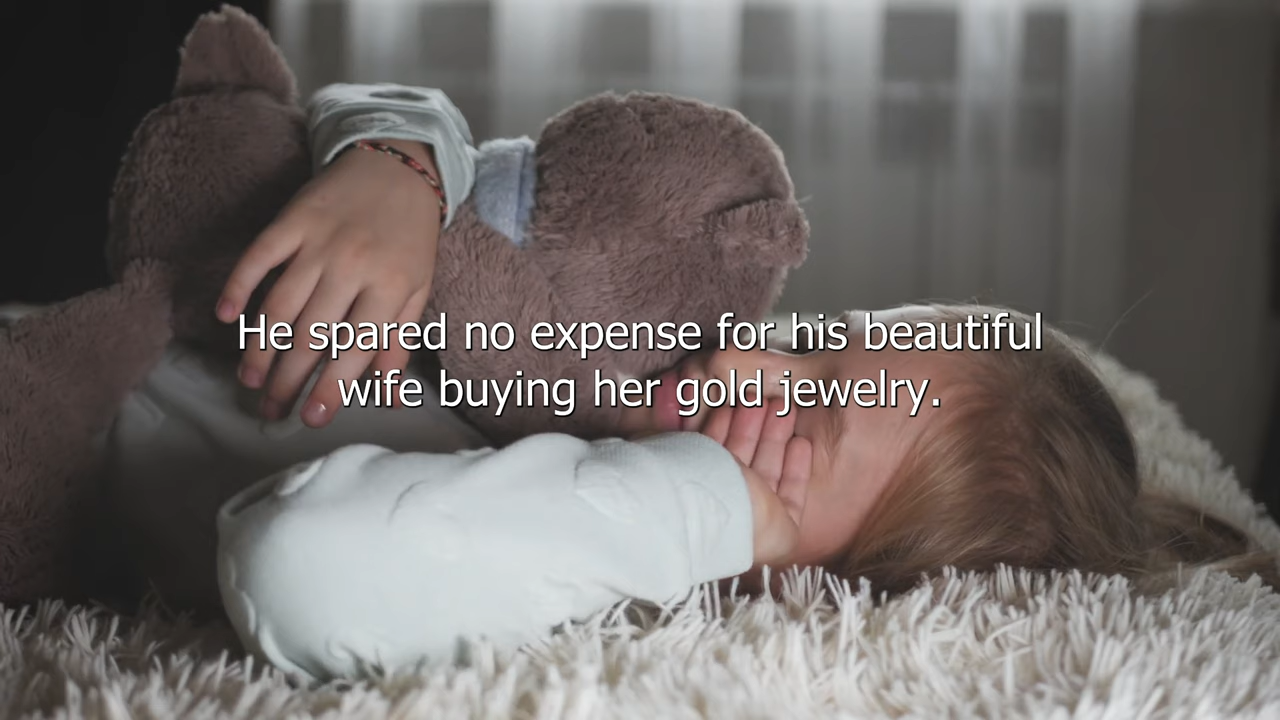 He spared no expense for his beautiful
wife buying her gold jewelry.